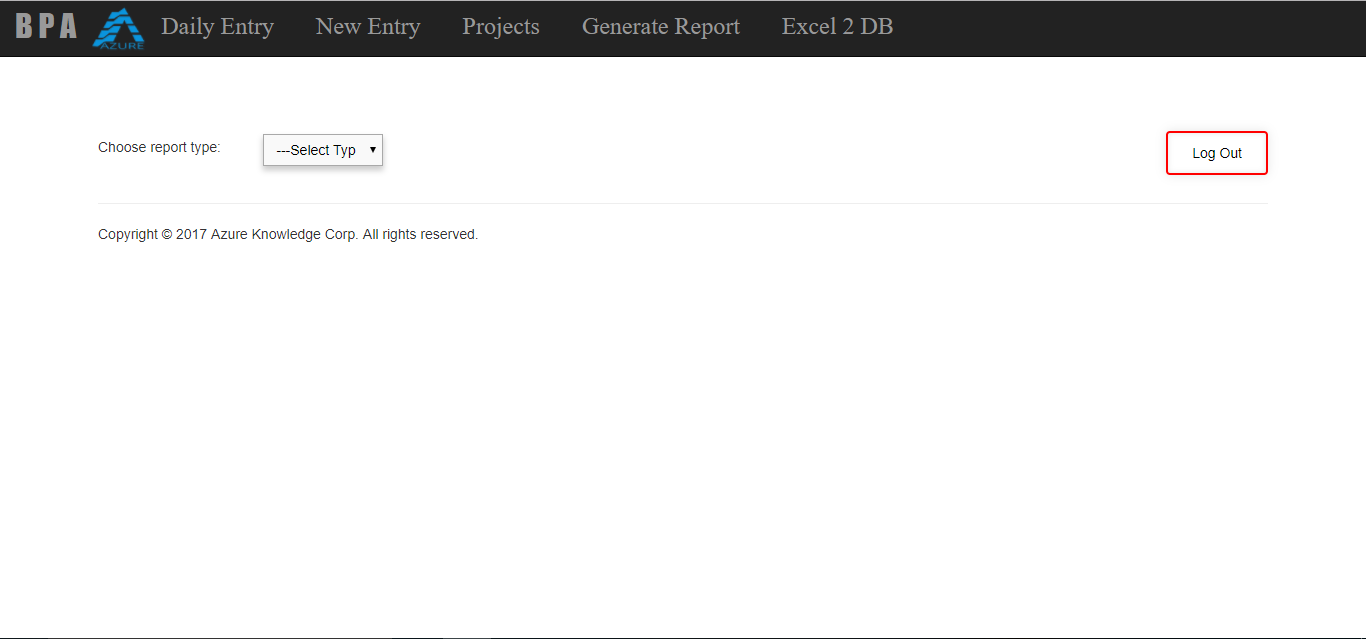 BPA AZURE Daily Entry New Entry Projects Generate Report Excel 2 DB
Choose report type: ---Select Typ Log Out
Copyright © 2017 Azure Knowledge Corp. All rights reserved.